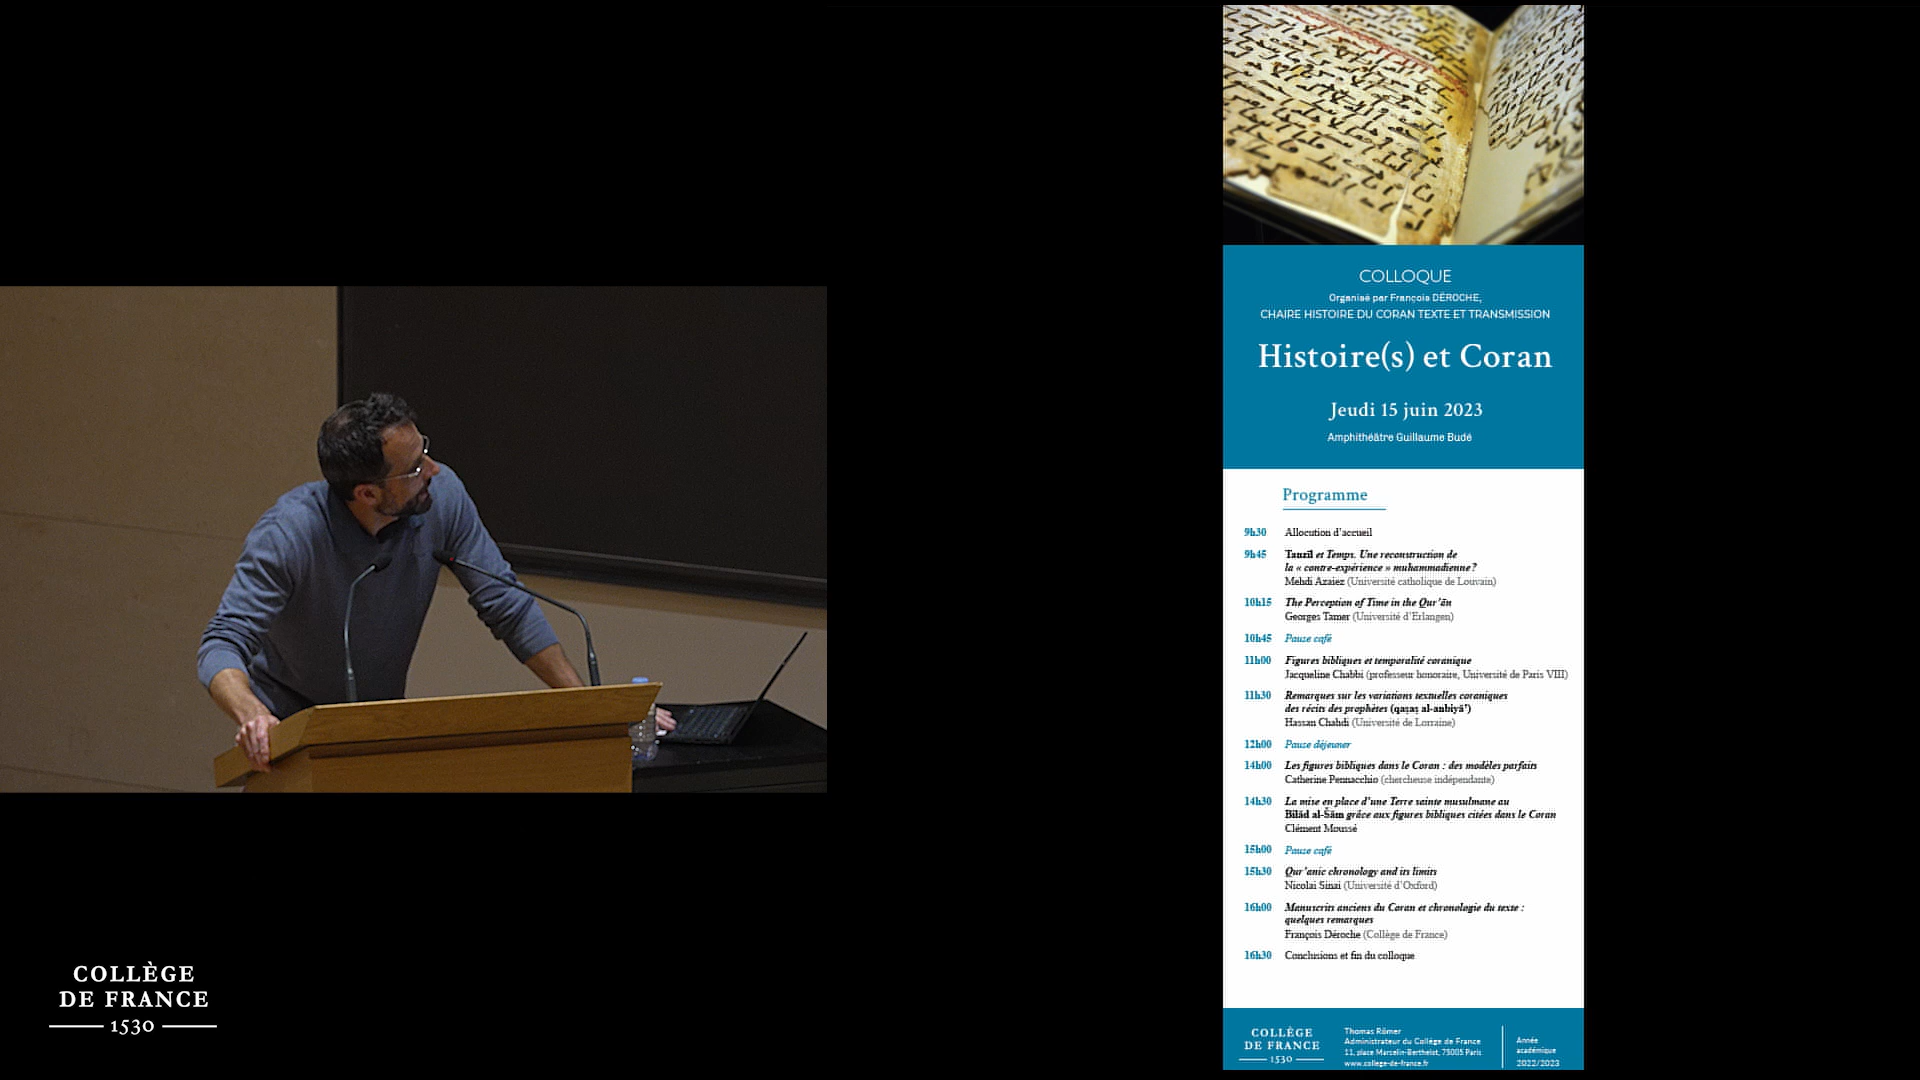 COLLÈGE
DE FRANCE
1530
COLLOQUE
Organisé par François DÉROCHE,
CHAIRE HISTOIRE DU CORAN TEXTE ET TRANSMISSION
Histoire(s) et Coran
Jeudi 15 juin 2023
Amphithéâtre Guillaume Budé
Programme
9h30 Allocution d'accueil
9h45 Tanzīl et Temps. Une reconstruction de
la « contre-expérience » muhammadienne?
Mehdi Azaiez (Université catholique de Louvain)
10h15 The Perception of Time in the Qur'ān
Georges Tamer (Université d'Erlangen)
10h45 Pause café
11h00 Figures bibliques et temporalité coranique
Jacqueline Chabbi (professeur honoraire, Université de Paris VIII)
11h30 Remarques sur les variations textuelles coraniques
des récits des prophètes (qaṣaṣ al-anbiyā')
Hassan Chahdi (Université de Lorraine)
12h00 Pause déjeuner
14h00 Les figures bibliques dans le Coran : des modèles parfaits
Catherine Pennacchio (chercheuse indépendante)
14h30 La mise en place d'une Terre sainte musulmane au
Bilād al-Šām grâce aux figures bibliques citées dans le Coran
Clément Moussé
15h00 Pause café
15h30 Qur'anic chronology and its limits
Nicolai Sinai (Université d'Oxford)
16h00 Manuscrits anciens du Coran et chronologie du texte :
quelques remarques
François Déroche (Collège de France)
16h30 Conclusions et fin du colloque
COLLÈGE
DE FRANCE
1530
Thomas Römer
Administrateur du Collège de France
11, place Marcelin-Berthelot, 75005 Paris
www.college-de-france.fr
Année
académique
2022/2023